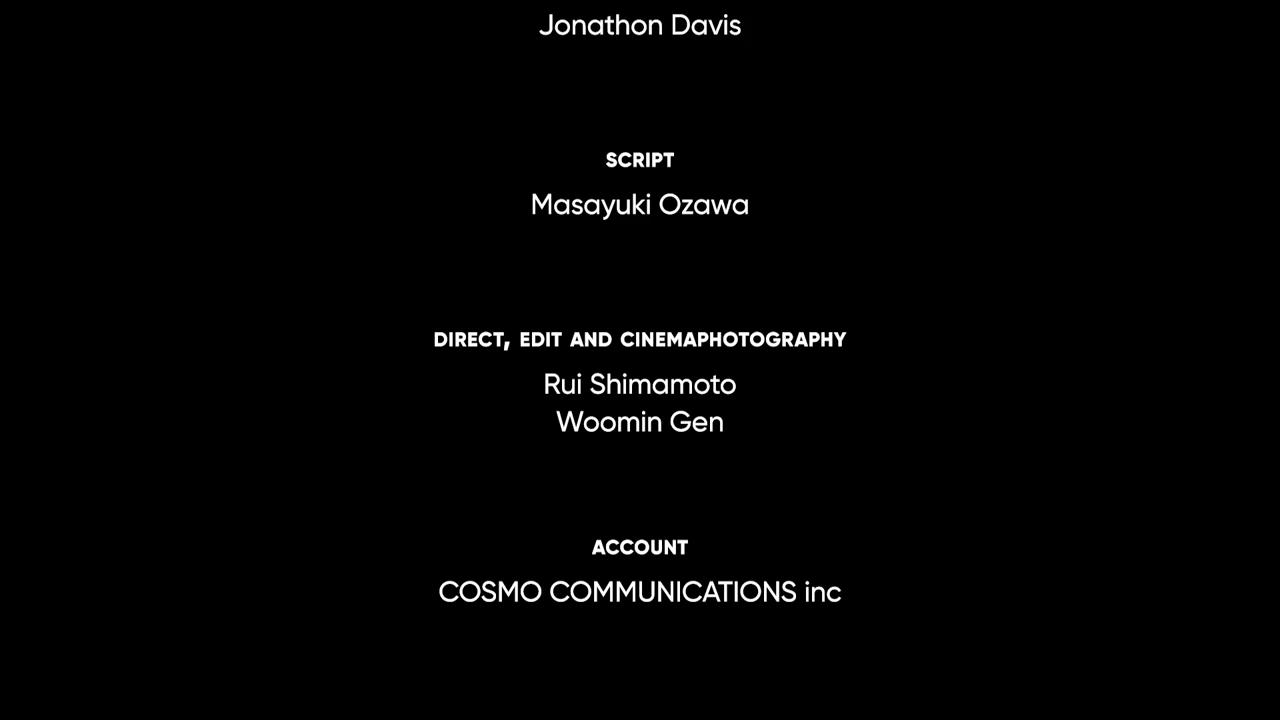 Jonathon Davis
SCRIPT
Masayuki Ozawa
DIRECT, EDIT AND CINEMAPHOTOGRAPHY
Rui Shimamoto
Woomin Gen
ACCOUNT
COSMO COMMUNICATIONS inc